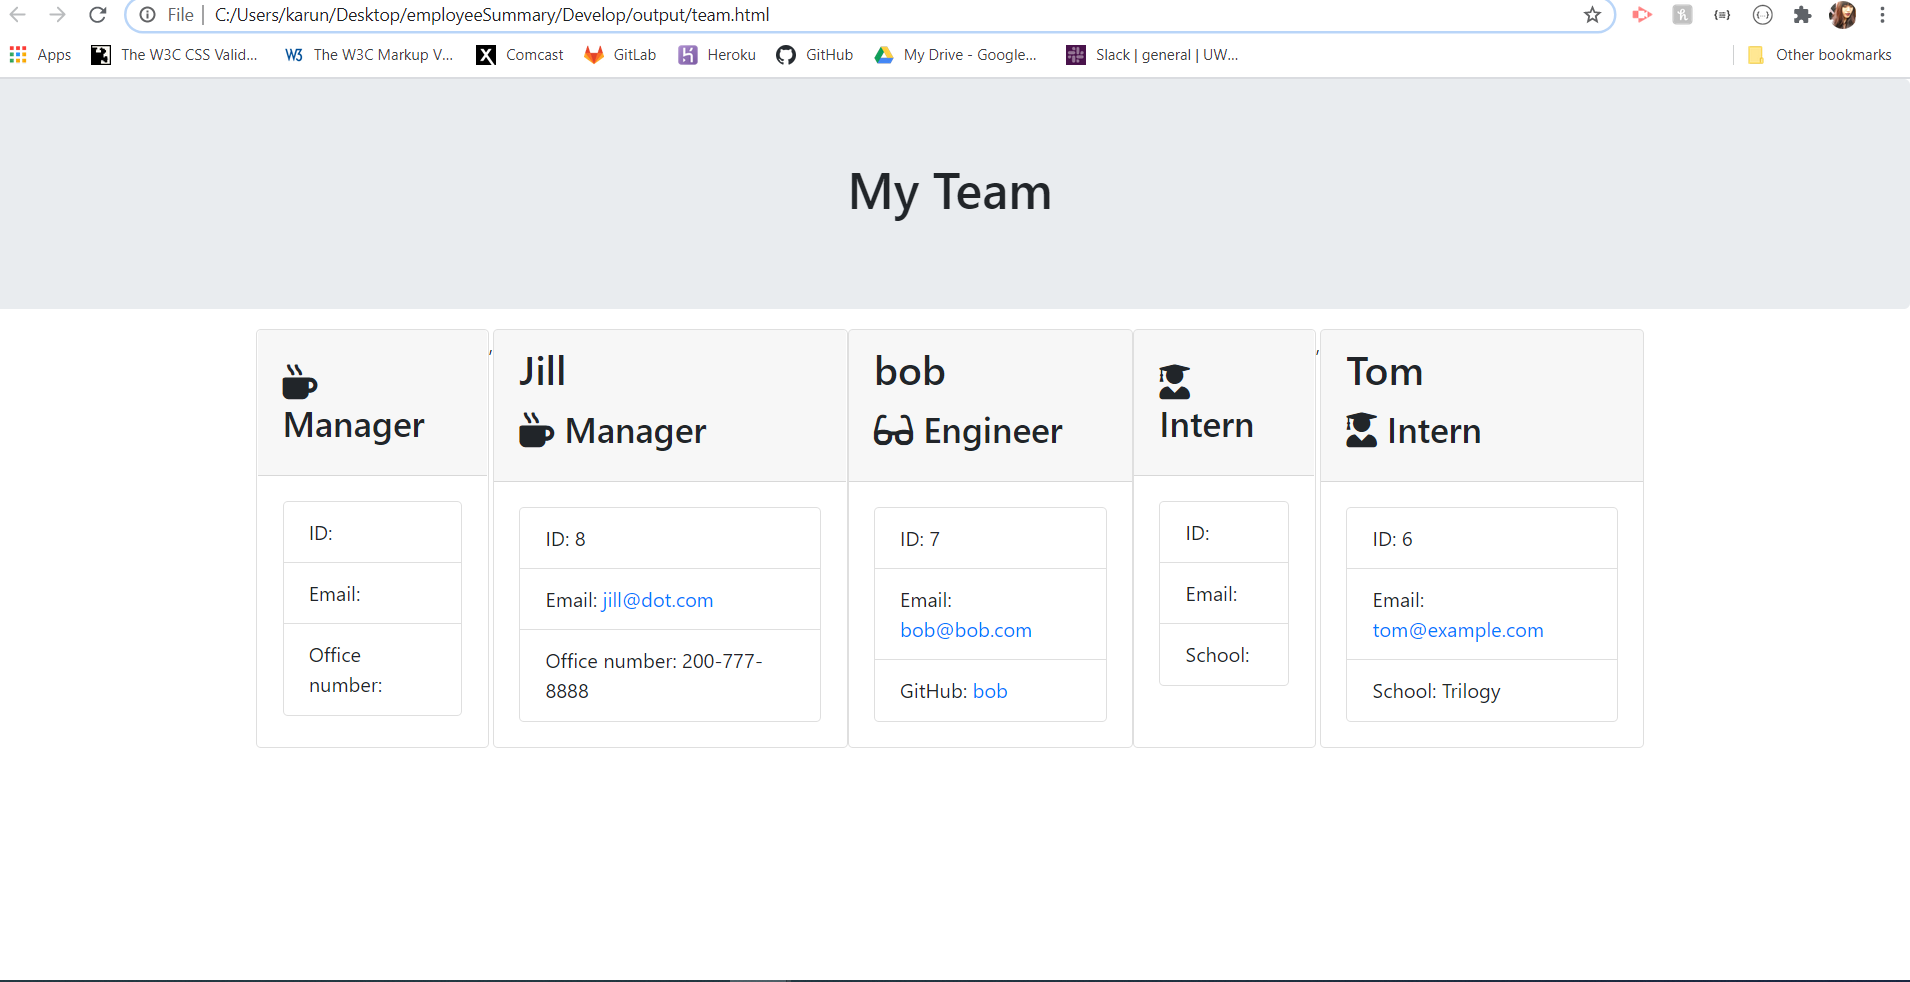 File | C:/Users/karun/Desktop/employeeSummary/Develop/output/team.html
Apps The W3C CSS Valid... The W3C Markup V... Comcast GitLab Heroku GitHub My Drive - Google... Slack | general | UW... Other bookmarks
My Team
Manager
ID:
Email:
Office
number:
,
Jill
Manager
ID: 8
Email: jill@dot.com
Office number: 200-777-
8888
bob
Engineer
ID: 7
Email:
bob@bob.com
GitHub: bob
Intern
ID:
Email:
School:
,
Tom
Intern
ID: 6
Email:
tom@example.com
School: Trilogy